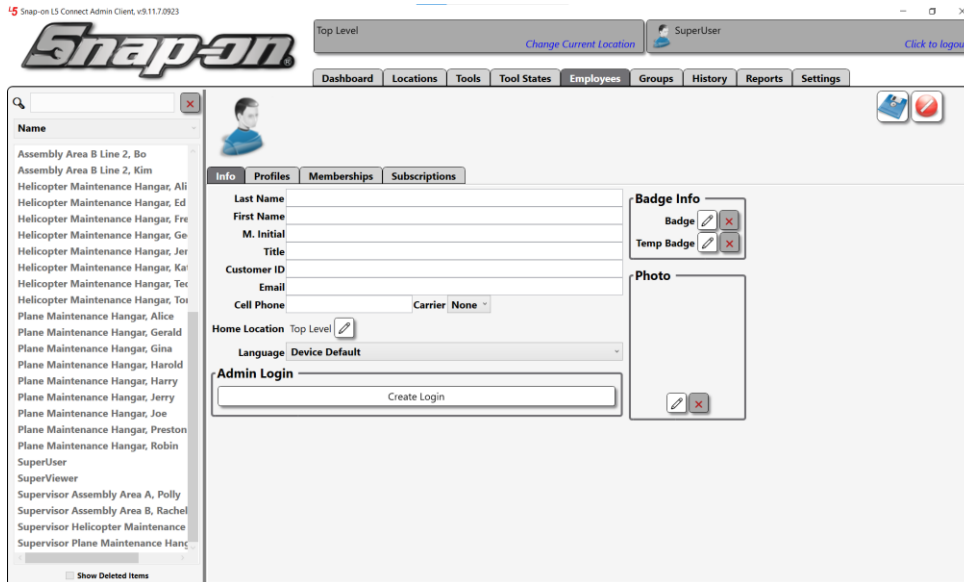 L5 Snap-on L5 Connect Admin Client, v:9.11.7.0923
Snap-on
Top Level
Change Current Location
SuperUser
Click to logou
Dashboard Locations Tools Tool States Employees Groups History Reports Settings
Name
Assembly Area B Line 2, Bo
Assembly Area B Line 2, Kim
Helicopter Maintenance Hangar, Ali
Helicopter Maintenance Hangar, Ed
Helicopter Maintenance Hangar, Fre
Helicopter Maintenance Hangar, Ge
Helicopter Maintenance Hangar, Jer
Helicopter Maintenance Hangar, Kat
Helicopter Maintenance Hangar, Ted
Helicopter Maintenance Hangar, Tor
Plane Maintenance Hangar, Alice
Plane Maintenance Hangar, Gerald
Plane Maintenance Hangar, Gina
Plane Maintenance Hangar, Harold
Plane Maintenance Hangar, Harry
Plane Maintenance Hangar, Jerry
Plane Maintenance Hangar, Joe
Plane Maintenance Hangar, Preston
Plane Maintenance Hangar, Robin
SuperUser
SuperViewer
Supervisor Assembly Area A, Polly
Supervisor Assembly Area B, Rachel
Supervisor Helicopter Maintenance
Supervisor Plane Maintenance Hang
Show Deleted Items
Info Profiles Memberships Subscriptions
Last Name
First Name
M. Initial
Title
Customer ID
Email
Cell Phone
Carrier None
Home Location Top Level
Language Device Default
Admin Login
Create Login
Badge Info
Badge
Temp Badge
Photo